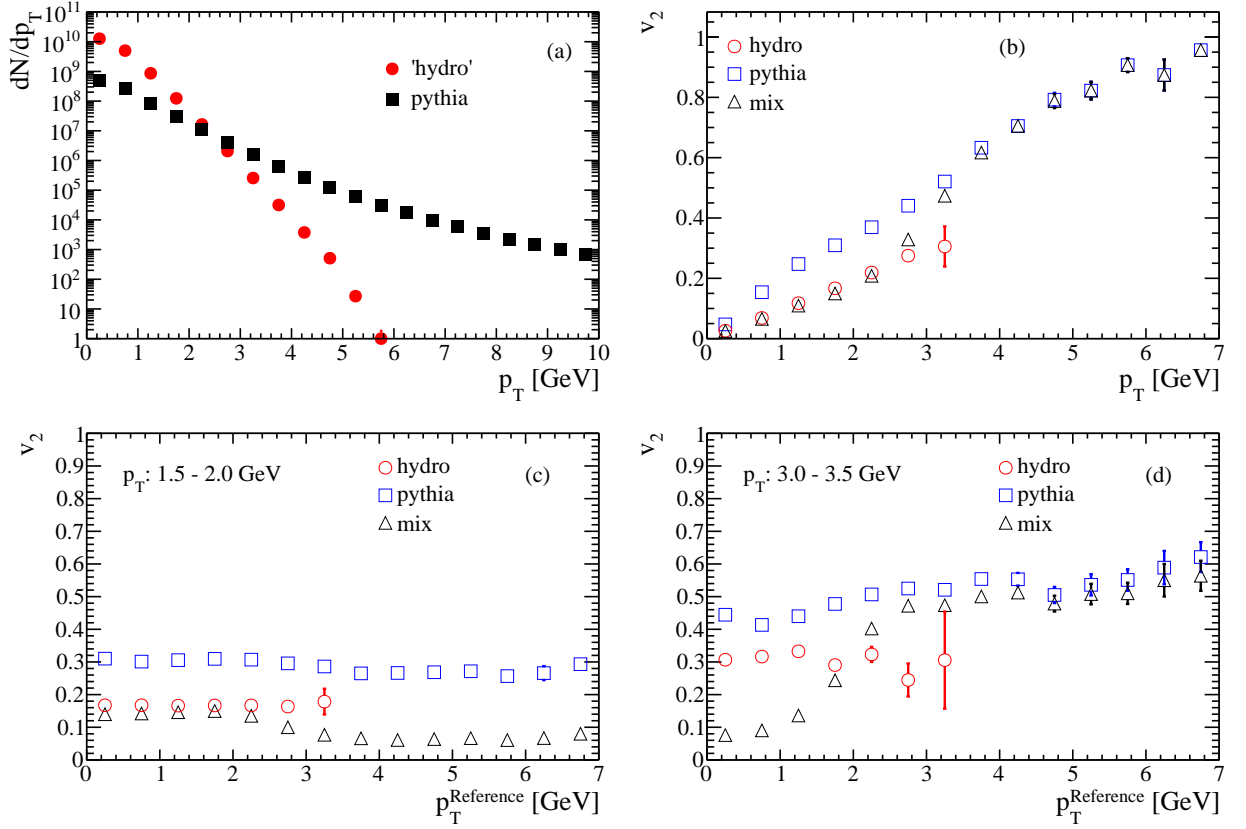 dN/dp_T
10^11
10^10
10^9
10^8
10^7
10^6
10^5
10^4
10^3
10^2
10
1
(a)
'hydro'
pythia
0 1 2 3 4 5 6 7 8 9 10
p_T [GeV]
v_2
1
0.8
0.6
0.4
0.2
0
(b)
hydro
pythia
mix
0 1 2 3 4 5 6 7
p_T [GeV]
v_2
1
0.9
0.8
0.7
0.6
0.5
0.4
0.3
0.2
0.1
0
p_T: 1.5 - 2.0 GeV
(c)
hydro
pythia
mix
0 1 2 3 4 5 6 7
p_T^Reference [GeV]
v_2
1
0.9
0.8
0.7
0.6
0.5
0.4
0.3
0.2
0.1
0
p_T: 3.0 - 3.5 GeV
(d)
hydro
pythia
mix
0 1 2 3 4 5 6 7
p_T^Reference [GeV]